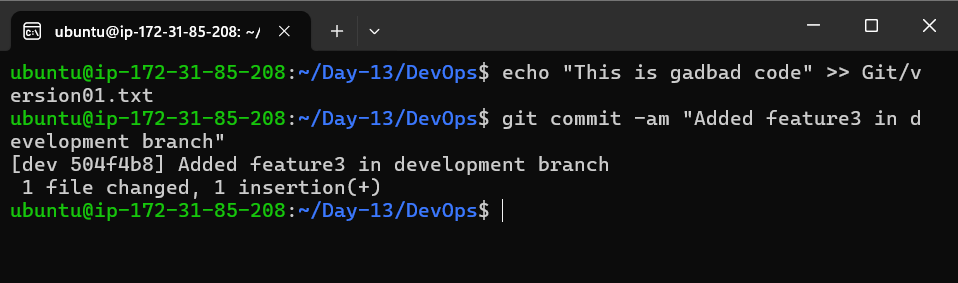 ubuntu@ip-172-31-85-208: ~/
ubuntu@ip-172-31-85-208:~/Day-13/DevOps$ echo "This is gadbad code" >> Git/v
ersion01.txt
ubuntu@ip-172-31-85-208:~/Day-13/DevOps$ git commit -am "Added feature3 in d
evelopment branch"
[dev 504f4b8] Added feature3 in development branch
 1 file changed, 1 insertion(+)
ubuntu@ip-172-31-85-208:~/Day-13/DevOps$